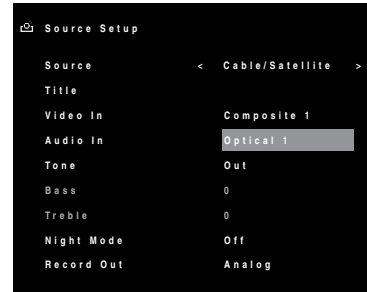 Source Setup
Source < Cable/Satellite >
Title
Video In Composite 1
Audio In Optical 1
Tone Out
Bass 0
Treble 0
Night Mode Off
Record Out Analog